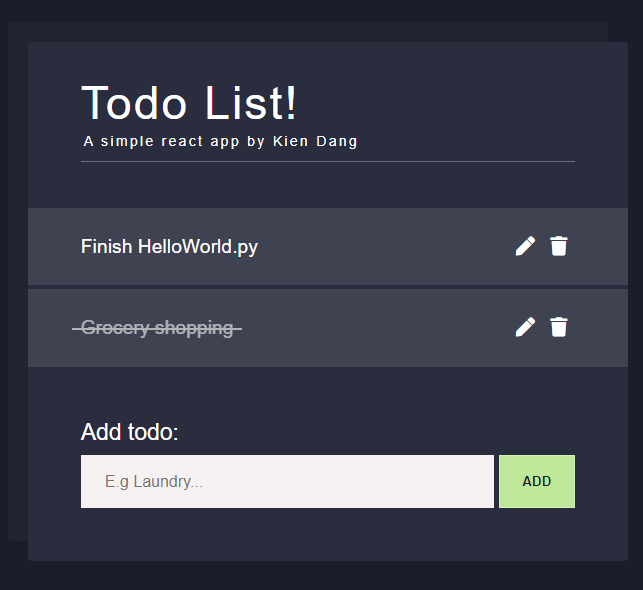 Todo List!
A simple react app by Kien Dang
Finish HelloWorld.py
Grocery shopping
Add todo:
E.g Laundry...
ADD